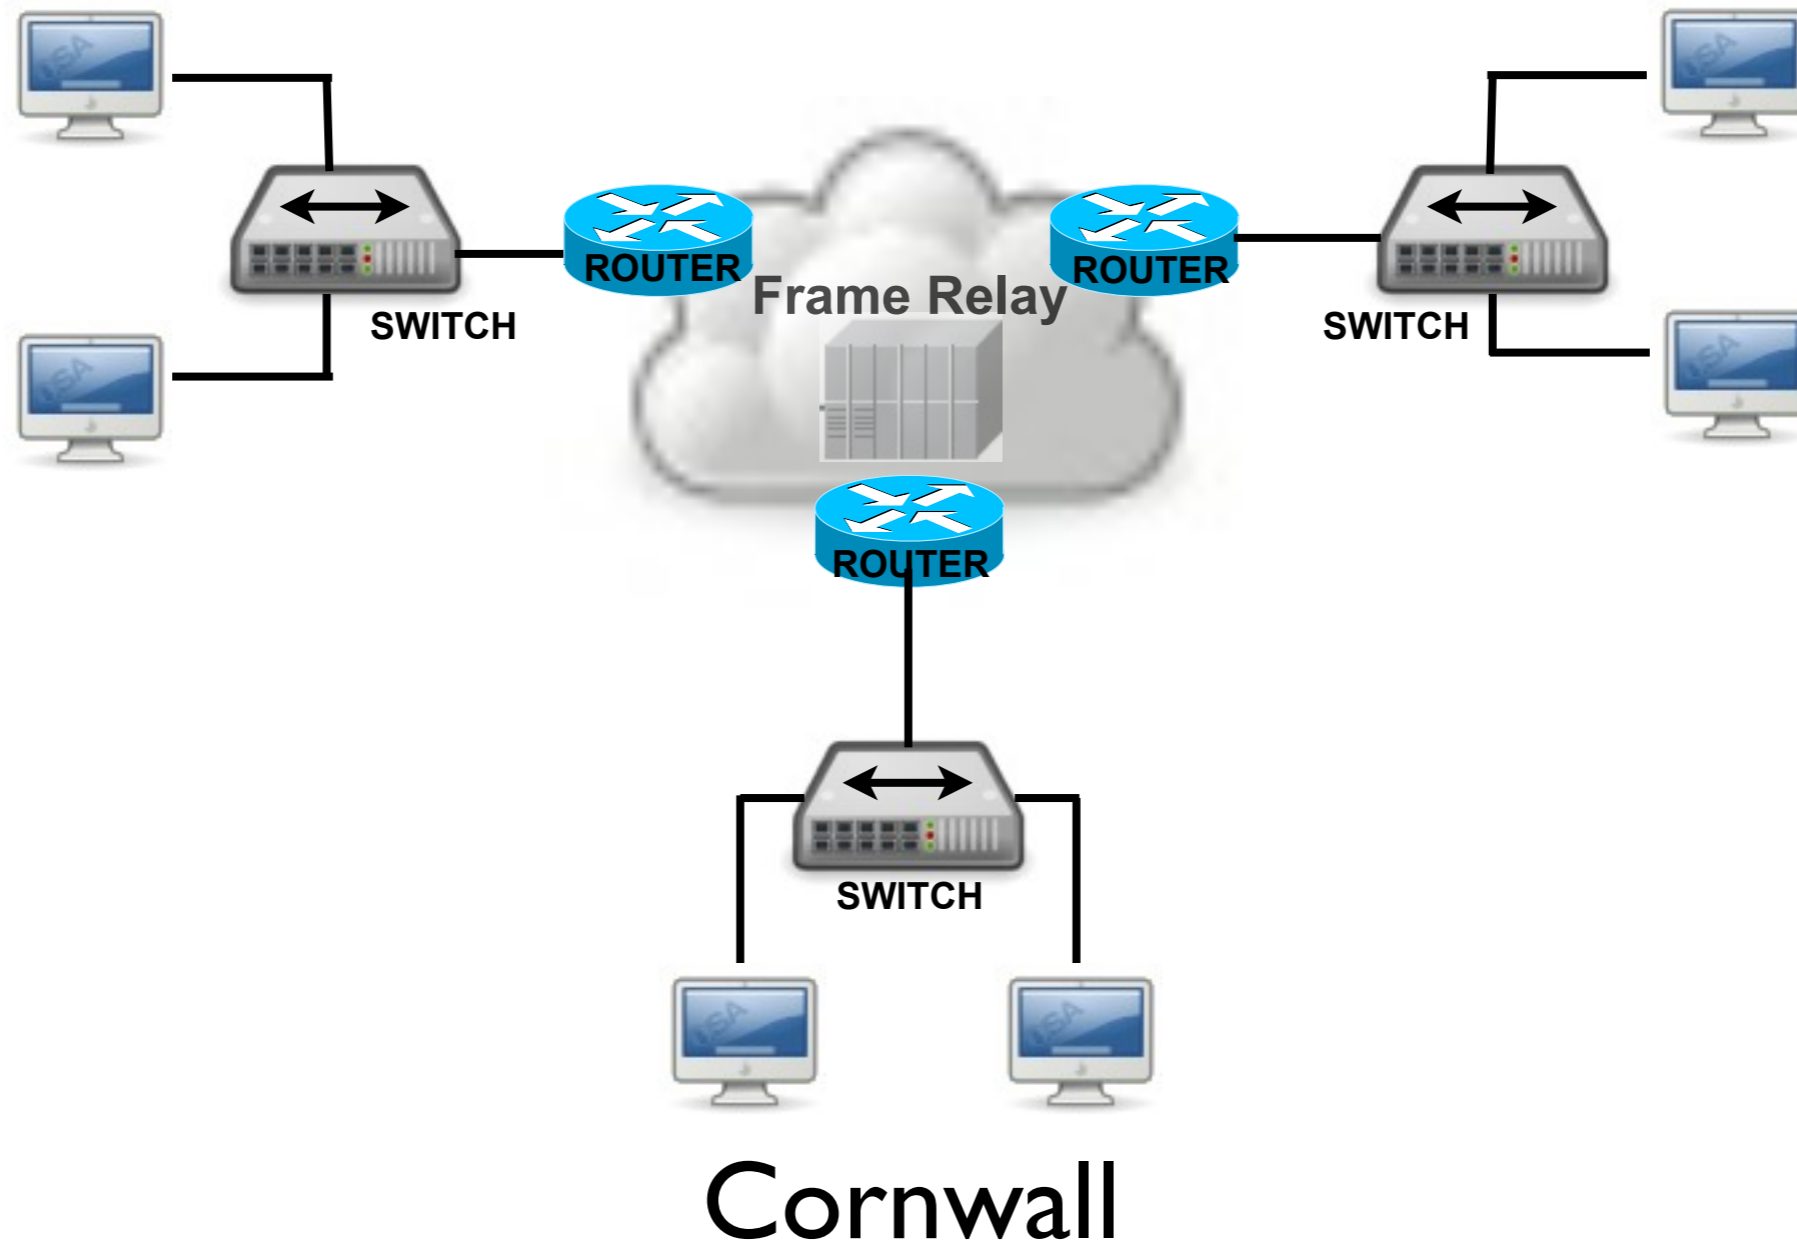 ROUTER
ROUTER
Frame Relay
SWITCH
SWITCH
ROUTER
SWITCH
Cornwall